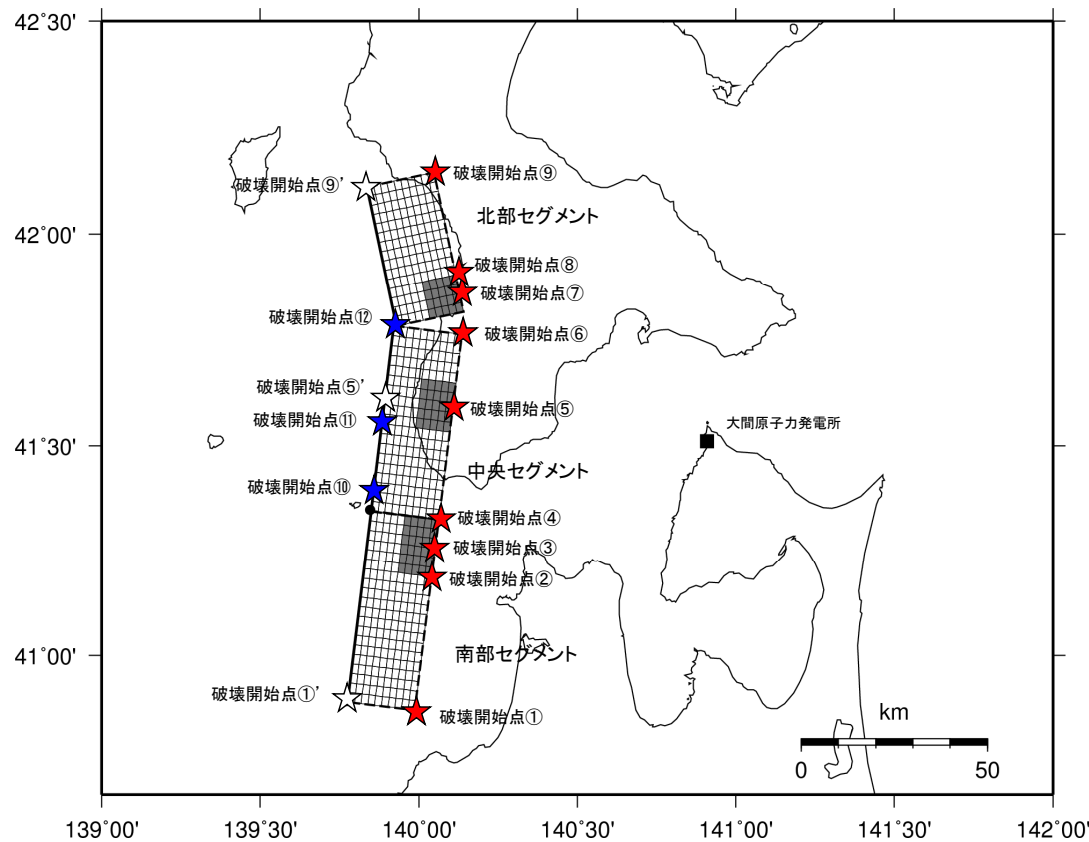 42˚30'
破壊開始点⑨
破壊開始点⑨'
北部セグメント
42˚00'
破壊開始点⑧
破壊開始点⑦
破壊開始点⑫
破壊開始点⑥
破壊開始点⑤'
破壊開始点⑤
破壊開始点⑪
大間原子力発電所
41˚30'
中央セグメント
破壊開始点⑩
破壊開始点④
破壊開始点③
破壊開始点②
41˚00'
南部セグメント
破壊開始点①'
破壊開始点①
km
0 50
139˚00' 139˚30' 140˚00' 140˚30' 141˚00' 141˚30' 142˚00'